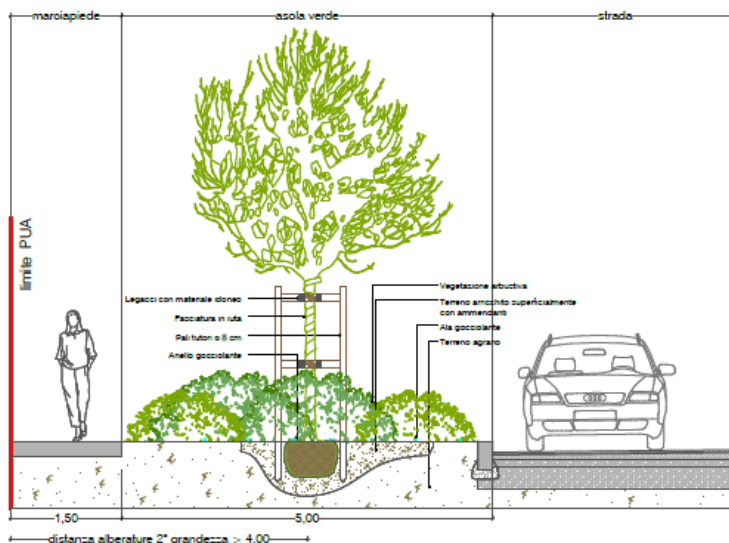 marciapiede
asola verde
strada
limite PUA
Legacci con materiale idoneo
Fasciatura in iuta
Pali tutori ø 8 cm
Anello gocciolante
Vegetazione arbustiva
Terreno arricchito superficialmente
con ammendanti
Ala gocciolante
Terreno agrario
1,50
5,00
distanza alberature 2° grandezza > 4.00